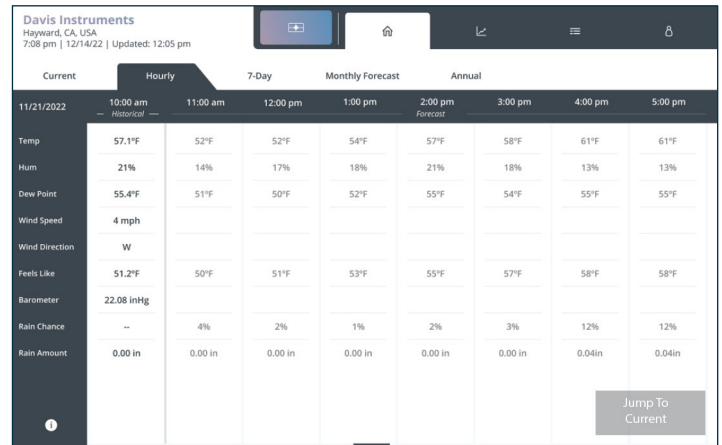 Davis Instruments
Hayward, CA, USA
7:08 pm | 12/14/22 | Updated: 12:05 pm
Current Hourly 7-Day Monthly Forecast Annual
11/21/2022 10:00 am 11:00 am 12:00 pm 1:00 pm 2:00 pm 3:00 pm 4:00 pm 5:00 pm
Historical Forecast
Temp 57.1°F 52°F 52°F 54°F 57°F 58°F 61°F 61°F
Hum 21% 14% 17% 18% 21% 18% 13% 13%
Dew Point 55.4°F 51°F 50°F 52°F 55°F 54°F 55°F 55°F
Wind Speed 4 mph
Wind Direction W
Feels Like 51.2°F 50°F 51°F 53°F 55°F 57°F 58°F 58°F
Barometer 22.08 inHg
Rain Chance -- 4% 2% 1% 2% 3% 12% 12%
Rain Amount 0.00 in 0.00 in 0.00 in 0.00 in 0.00 in 0.00 in 0.04in 0.04in
Jump To
Current
i